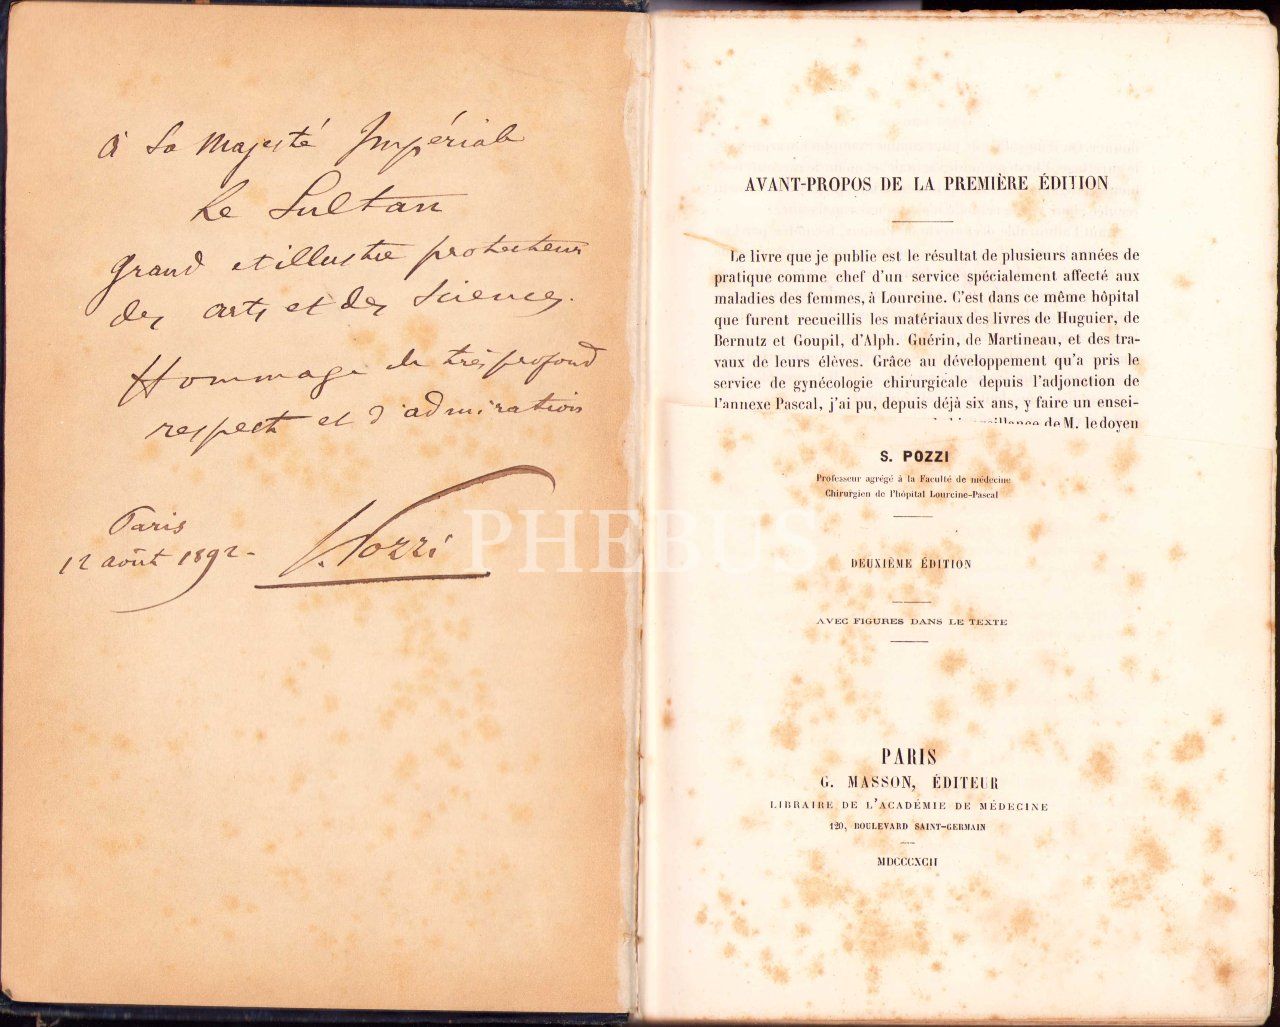 à Sa Majesté Impériale
Le Sultan
grand et illustre protecteur
des arts et des sciences.
Hommage de très profond
respect et d'admiration
Paris
12 août 1892 -
S. Pozzi
PHEBUS
AVANT-PROPOS DE LA PREMIÈRE ÉDITION
Le livre que je publie est le résultat de plusieurs années de
pratique comme chef d'un service spécialement affecté aux
maladies des femmes, à Lourcine. C'est dans ce même hôpital
que furent recueillis les matériaux des livres de Huguier, de
Bernutz et Goupil, d'Alph. Guérin, de Martineau, et des tra-
vaux de leurs élèves. Grâce au développement qu'a pris le
service de gynécologie chirurgicale depuis l'adjonction de
l'annexe Pascal, j'ai pu, depuis déjà six ans, y faire un ensei-
de M. le doyen
S. POZZI
Professeur agrégé à la Faculté de médecine
Chirurgien de l'hôpital Lourcine-Pascal
DEUXIÈME ÉDITION
AVEC FIGURES DANS LE TEXTE
PARIS
G. MASSON, ÉDITEUR
LIBRAIRE DE L'ACADÉMIE DE MÉDECINE
120, BOULEVARD SAINT-GERMAIN
MDCCCXCII